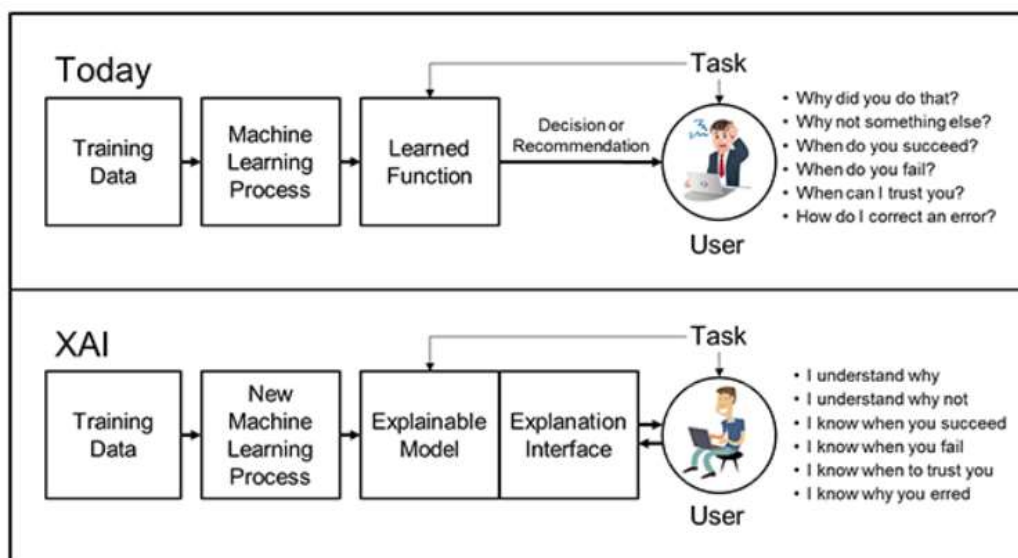 Today
Task
Training
Data
Machine
Learning
Process
Learned
Function
Decision or
Recommendation
User
• Why did you do that?
• Why not something else?
• When do you succeed?
• When do you fail?
• When can I trust you?
• How do I correct an error?
XAI
Task
Training
Data
New
Machine
Learning
Process
Explainable
Model
Explanation
Interface
User
• I understand why
• I understand why not
• I know when you succeed
• I know when you fail
• I know when to trust you
• I know why you erred